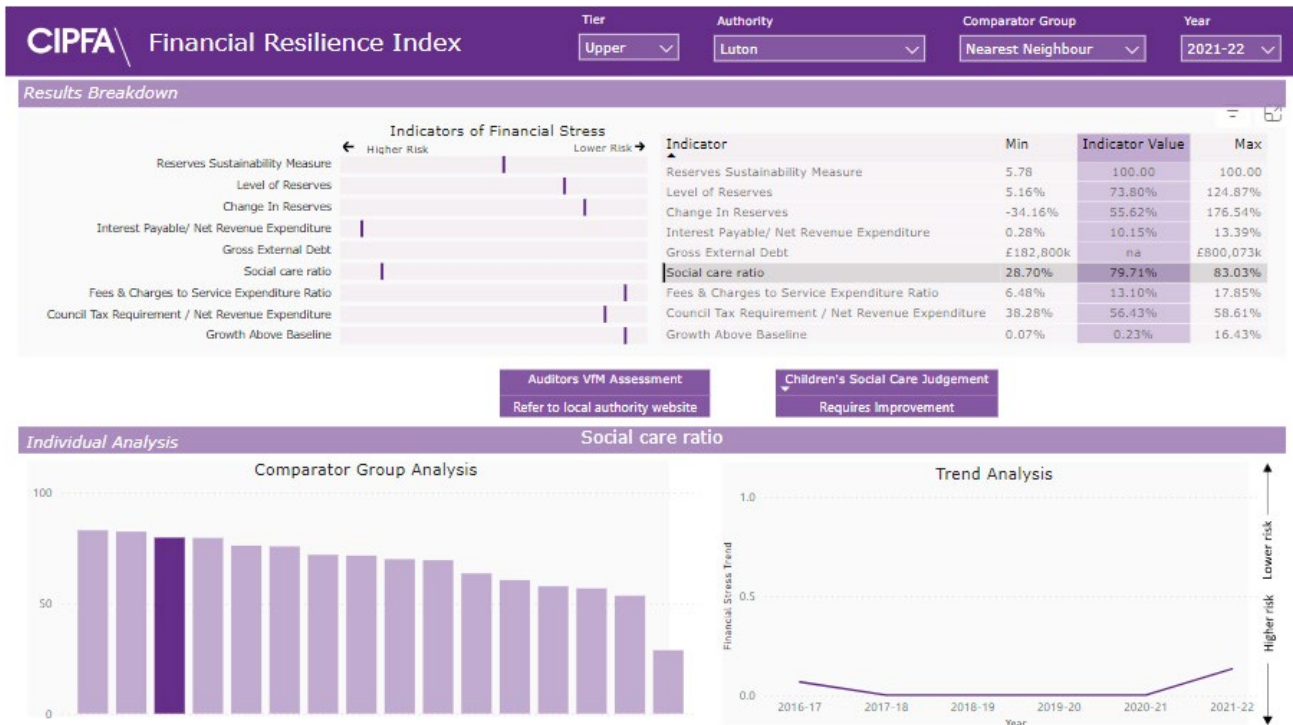 CIPFA\ Financial Resilience Index
Tier
Upper
Authority
Luton
Comparator Group
Nearest Neighbour
Year
2021-22
Results Breakdown
Indicators of Financial Stress
← Higher Risk Lower Risk →
Reserves Sustainability Measure
Level of Reserves
Change In Reserves
Interest Payable/ Net Revenue Expenditure
Gross External Debt
Social care ratio
Fees & Charges to Service Expenditure Ratio
Council Tax Requirement / Net Revenue Expenditure
Growth Above Baseline
Indicator Min Indicator Value Max
Reserves Sustainability Measure 5.78 100.00 100.00
Level of Reserves 5.16% 73.80% 124.87%
Change In Reserves -34.16% 55.62% 176.54%
Interest Payable/ Net Revenue Expenditure 0.28% 10.15% 13.39%
Gross External Debt £182,800k na £800,073k
Social care ratio 28.70% 79.71% 83.03%
Fees & Charges to Service Expenditure Ratio 6.48% 13.10% 17.85%
Council Tax Requirement / Net Revenue Expenditure 38.28% 56.43% 58.61%
Growth Above Baseline 0.07% 0.23% 16.43%
Auditors VfM Assessment
Refer to local authority website
Children's Social Care Judgement
Requires Improvement
Individual Analysis
Social care ratio
Comparator Group Analysis
100
50
0
Trend Analysis
Financial Stress Trend
1.0
0.5
0.0
2016-17 2017-18 2018-19 2019-20 2020-21 2021-22
Year
Higher risk Lower risk